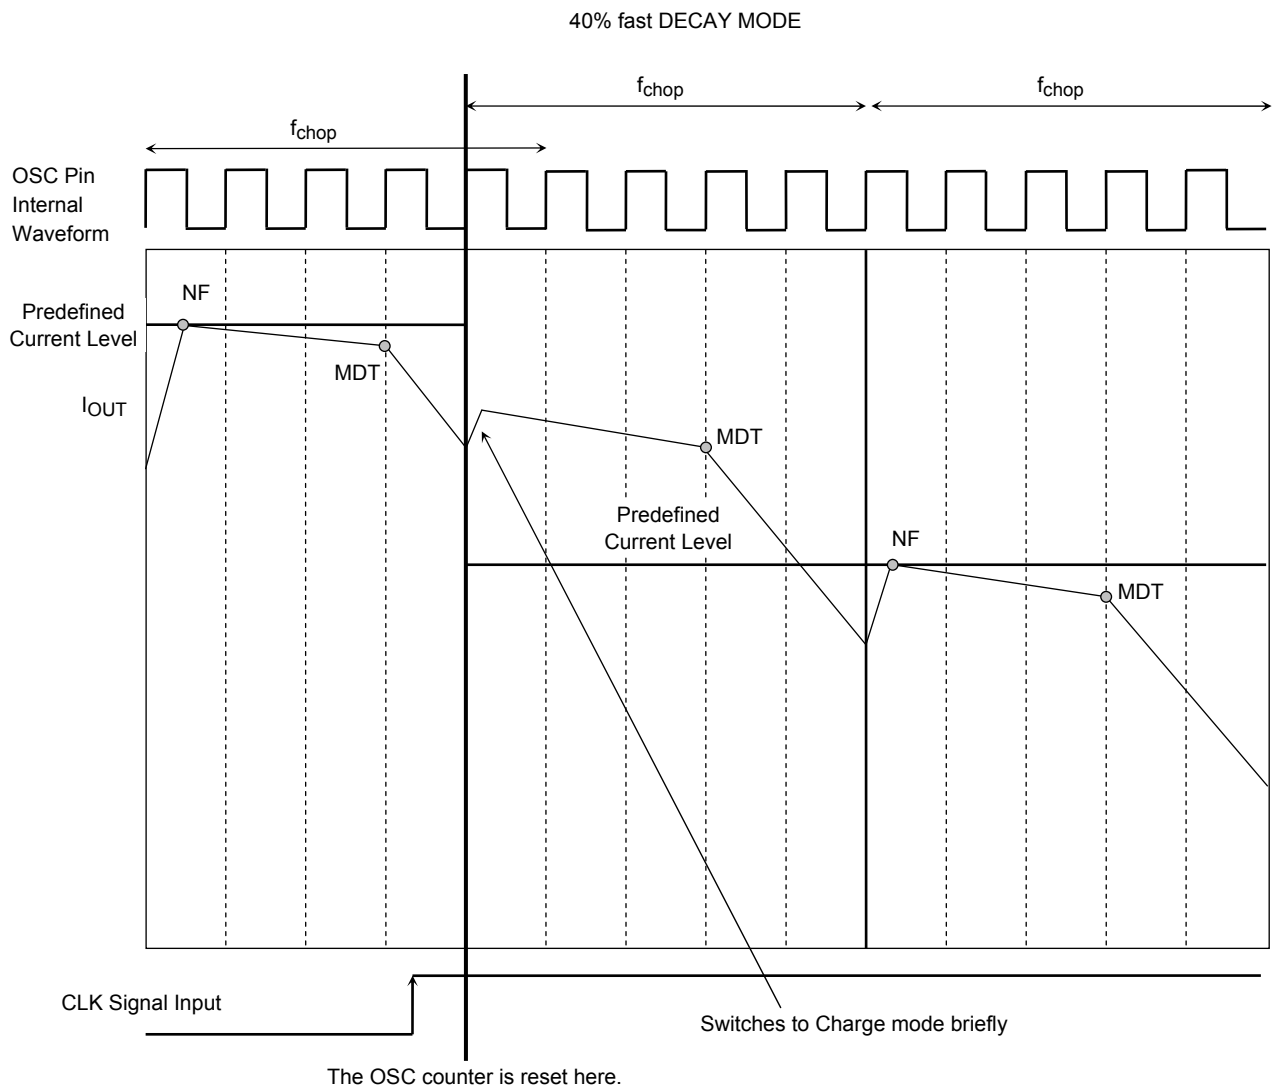 40% fast DECAY MODE
fchop
fchop
fchop
OSC Pin
Internal
Waveform
NF
Predefined
Current Level
MDT
IOUT
MDT
Predefined
Current Level
NF
MDT
CLK Signal Input
Switches to Charge mode briefly
The OSC counter is reset here.